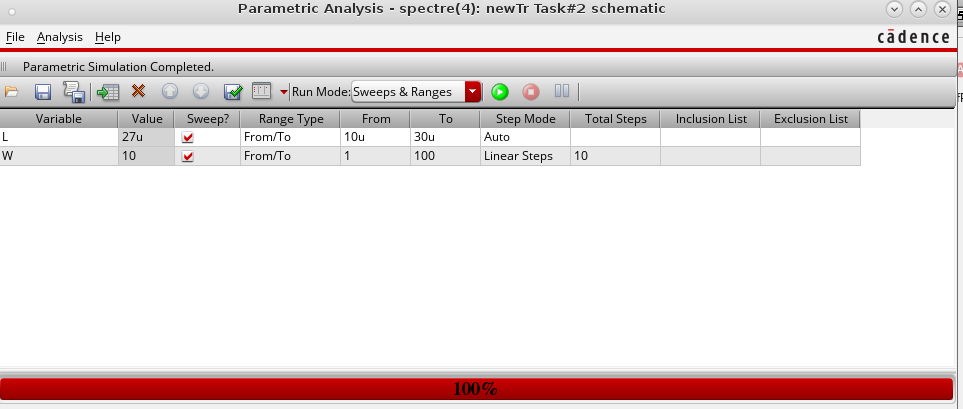 Parametric Analysis - spectre(4): newTr Task#2 schematic
File Analysis Help cādence
Parametric Simulation Completed.
Run Mode: Sweeps & Ranges
Variable Value Sweep? Range Type From To Step Mode Total Steps Inclusion List Exclusion List
L 27u From/To 10u 30u Auto
W 10 From/To 1 100 Linear Steps 10
100%